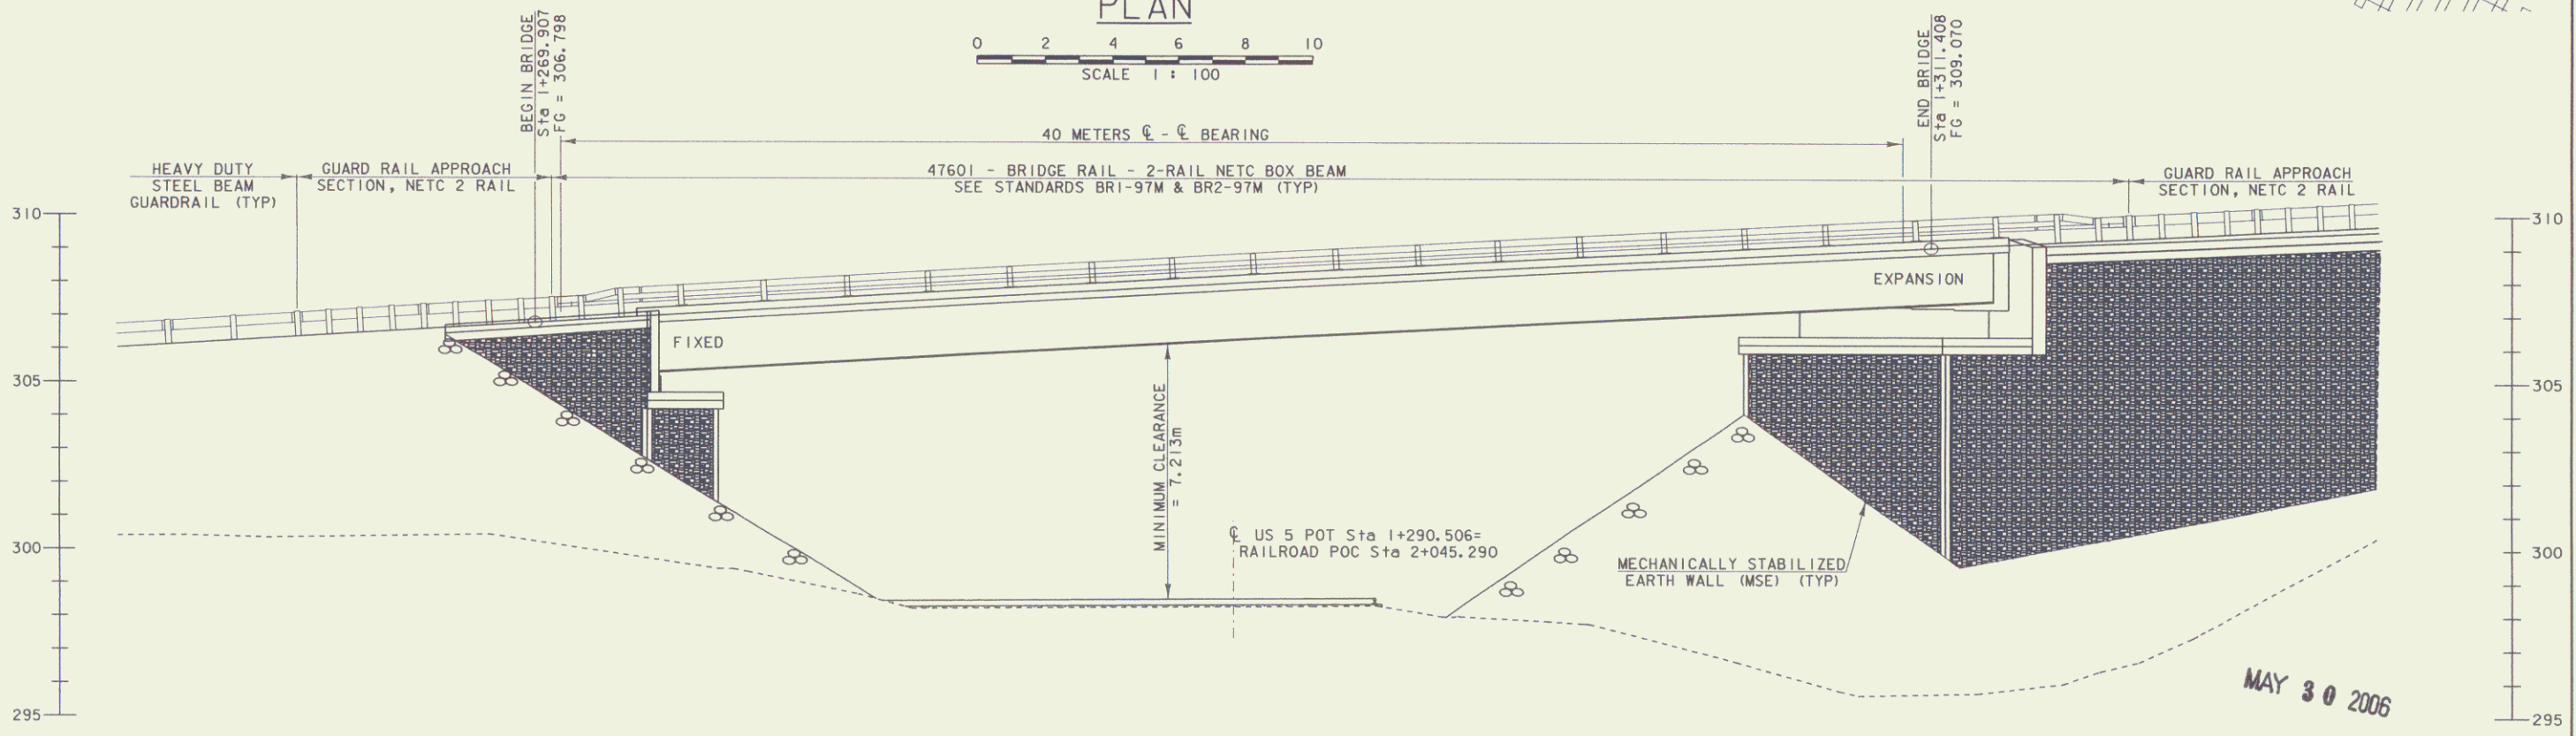 PLAN
0 2 4 6 8 10
SCALE 1 : 100
BEGIN BRIDGE
Sta 1+269.907
FG = 306.798
END BRIDGE
Sta 1+311.408
FG = 309.070
40 METERS ℄ - ℄ BEARING
HEAVY DUTY
STEEL BEAM
GUARDRAIL (TYP)
GUARD RAIL APPROACH
SECTION, NETC 2 RAIL
47601 - BRIDGE RAIL - 2-RAIL NETC BOX BEAM
SEE STANDARDS BR1-97M & BR2-97M (TYP)
GUARD RAIL APPROACH
SECTION, NETC 2 RAIL
310
310
EXPANSION
FIXED
305
305
MINIMUM CLEARANCE
= 7.213m
℄ US 5 POT Sta 1+290.506=
RAILROAD POC Sta 2+045.290
300
300
MECHANICALLY STABILIZED
EARTH WALL (MSE) (TYP)
MAY 30 2006
295
295